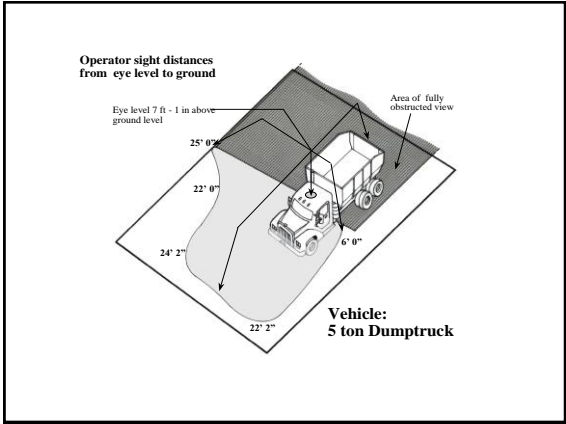 Operator sight distances
from eye level to ground
Eye level 7 ft - 1 in above
ground level
Area of fully
obstructed view
25' 0"
22' 0"
24' 2"
6' 0"
22' 2"
Vehicle:
5 ton Dumptruck